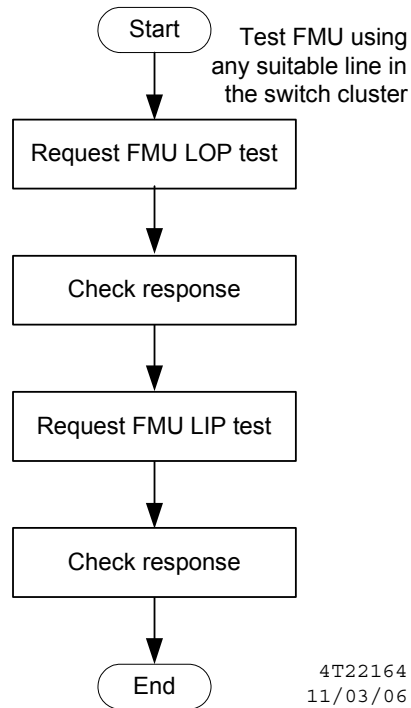 Start
Test FMU using
any suitable line in
the switch cluster
Request FMU LOP test
Check response
Request FMU LIP test
Check response
End
4T22164
11/03/06